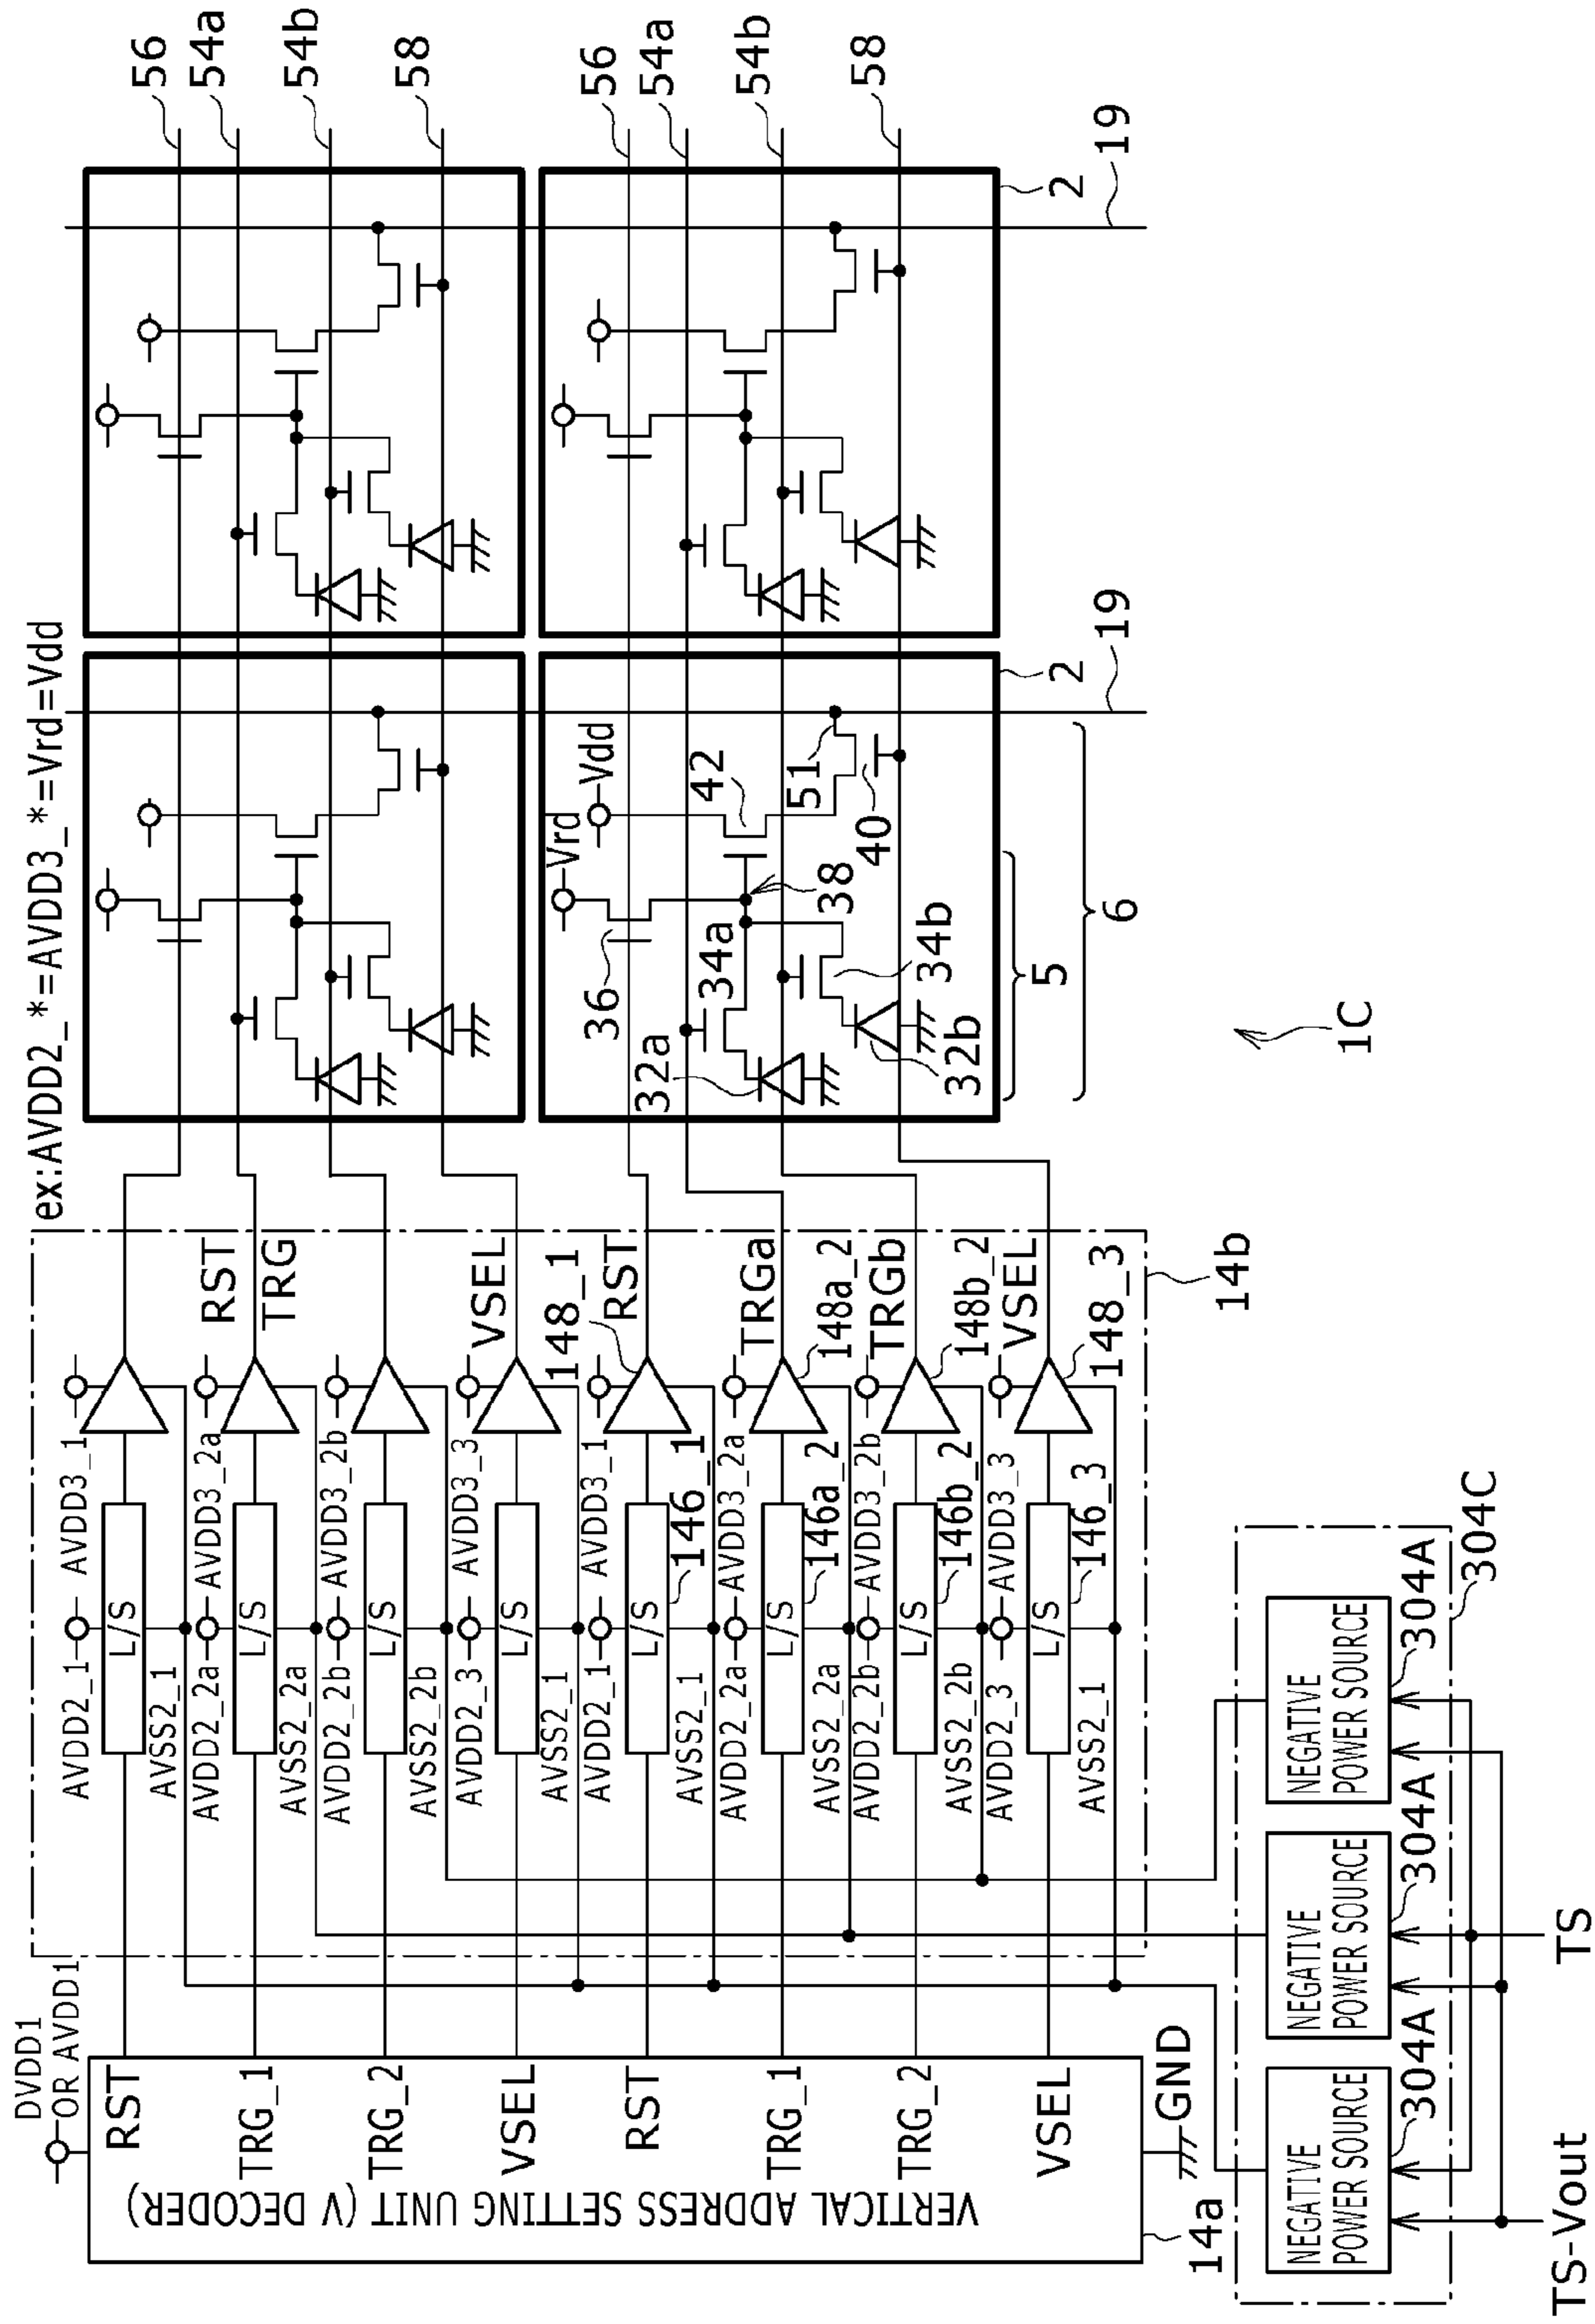 ex:AVDD2_*=AVDD3_*=Vrd=Vdd
DVDD1
OR AVDD1
RST
TRG_1
TRG_2
VSEL
RST
TRG_1
TRG_2
VSEL
VERTICAL ADDRESS SETTING UNIT (V DECODER)
GND
14a
AVDD2_1
AVDD3_1
L/S
AVSS2_1
AVDD2_2a
AVDD3_2a
L/S
AVSS2_2a
AVDD2_2b
AVDD3_2b
L/S
AVSS2_2b
AVDD2_3
AVDD3_3
L/S
AVSS2_1
AVDD2_1
AVDD3_1
L/S
146_1
AVSS2_1
AVDD2_2a
AVDD3_2a
L/S
146a_2
AVSS2_2a
AVDD2_2b
AVDD3_2b
L/S
146b_2
AVSS2_2b
AVDD2_3
AVDD3_3
L/S
146_3
AVSS2_1
RST
TRG
VSEL
148_1
RST
TRGa
148a_2
TRGb
148b_2
VSEL
148_3
14b
56
54a
54b
58
56
54a
54b
58
Vrd
Vdd
36
42
38
34a
32a
34b
32b
51
40
5
6
2
19
2
19
1C
NEGATIVE
POWER SOURCE
304A
NEGATIVE
POWER SOURCE
304A
NEGATIVE
POWER SOURCE
304A
304C
TS-Vout
TS